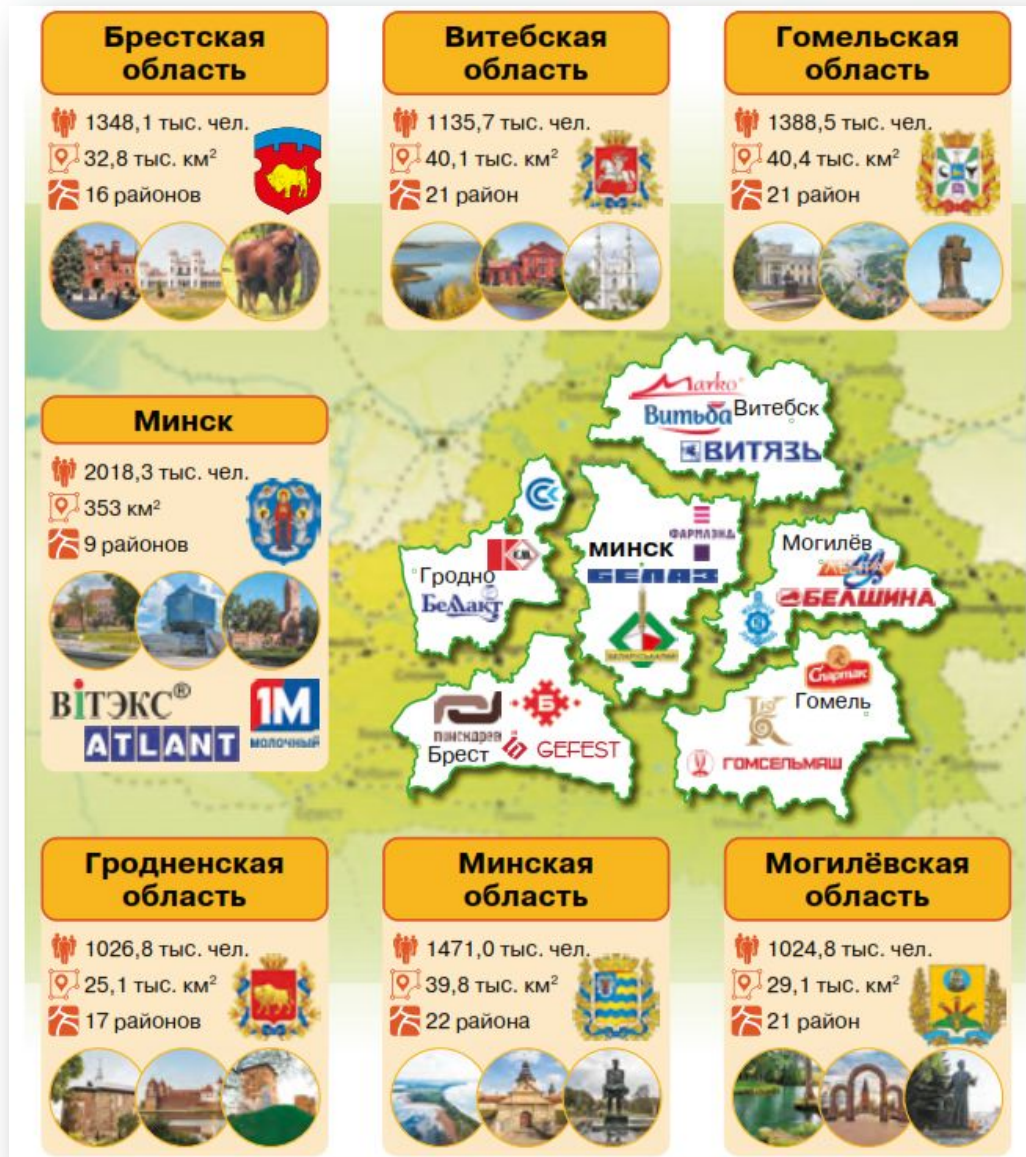 Брестская
область
1348,1 тыс. чел.
32,8 тыс. км²
16 районов
Витебская
область
1135,7 тыс. чел.
40,1 тыс. км²
21 район
Гомельская
область
1388,5 тыс. чел.
40,4 тыс. км²
21 район
Минск
2018,3 тыс. чел.
353 км²
9 районов
ВІТЭКС®
ATLANT
1М
МОЛОЧНЫЙ
Marko
Витьба
Витебск
ВИТЯЗЬ
ФАРМЛЭНД
МИНСК
БЕЛАЗ
БЕЛАРУСЬКАЛИЙ
Гродно
БеЛлакт
Могилёв
БЕЛШИНА
ПИНСКДРЕВ
Б
Брест
GEFEST
Спартак
Гомель
ГОМСЕЛЬМАШ
Гродненская
область
1026,8 тыс. чел.
25,1 тыс. км²
17 районов
Минская
область
1471,0 тыс. чел.
39,8 тыс. км²
22 района
Могилёвская
область
1024,8 тыс. чел.
29,1 тыс. км²
21 район